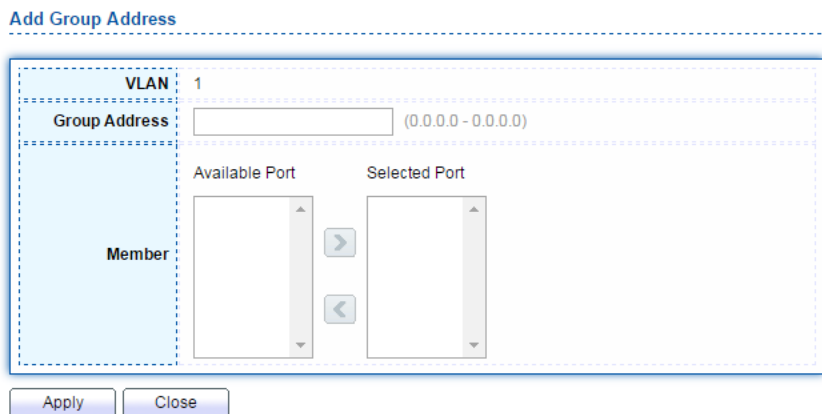 Add Group Address
VLAN 1
Group Address (0.0.0.0 - 0.0.0.0)
Available Port Selected Port
Member
Apply Close